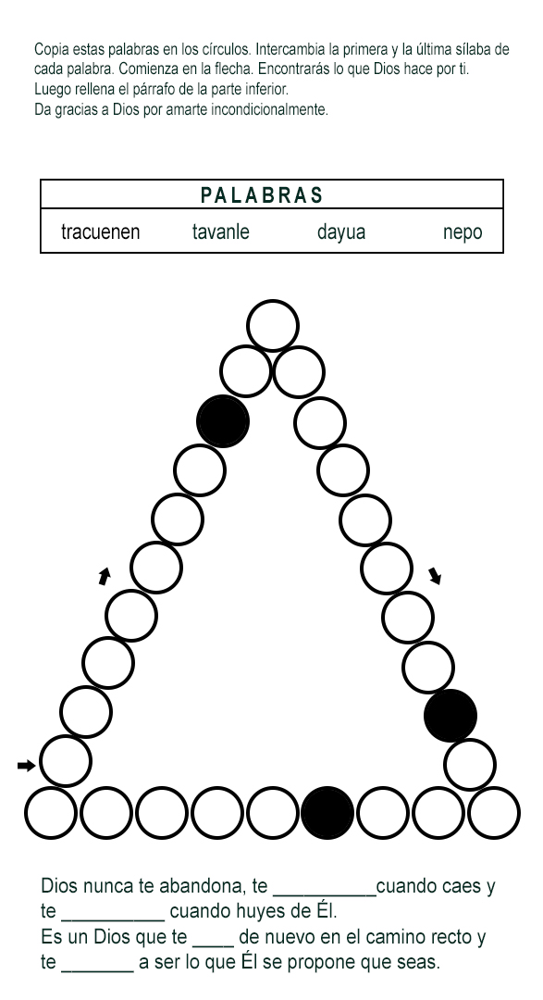 Copia estas palabras en los círculos. Intercambia la primera y la última sílaba de
cada palabra. Comienza en la flecha. Encontrarás lo que Dios hace por ti.
Luego rellena el párrafo de la parte inferior.
Da gracias a Dios por amarte incondicionalmente.
PALABRAS
tracuenen tavanle dayua nepo
Dios nunca te abandona, te __________cuando caes y
te __________ cuando huyes de Él.
Es un Dios que te ____ de nuevo en el camino recto y
te _______ a ser lo que Él se propone que seas.